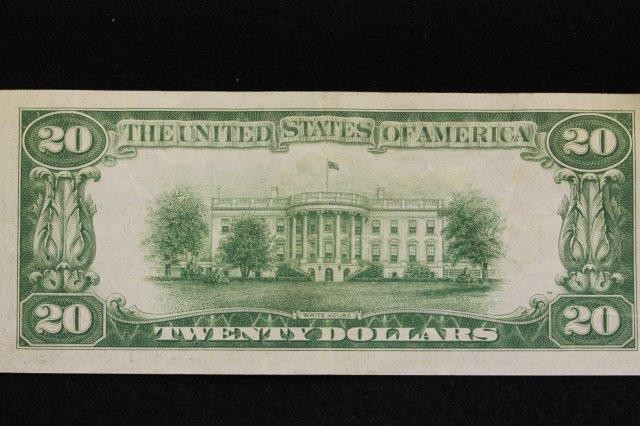 20 THE UNITED STATES OF AMERICA 20
WHITE HOUSE
20 TWENTY DOLLARS 20